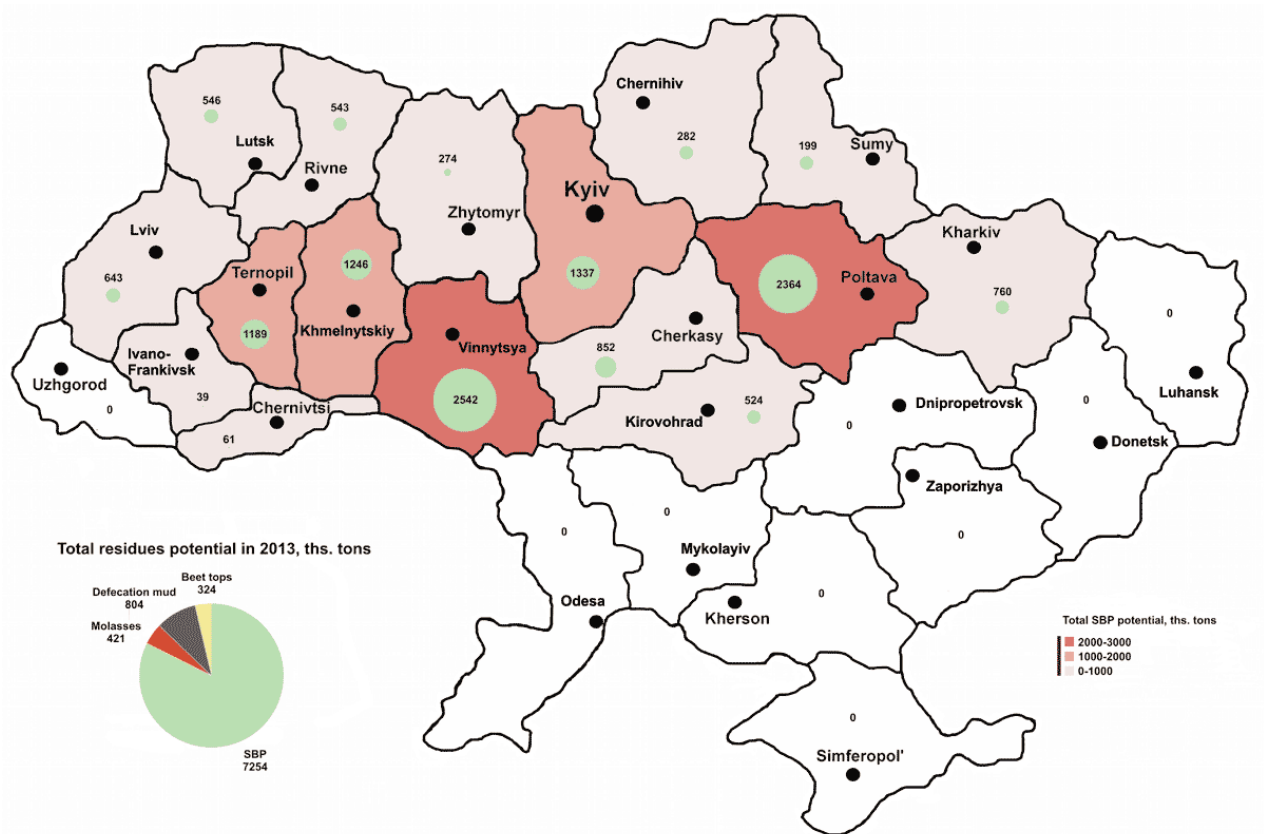 Chernihiv
546
543
282
Lutsk
Rivne
274
199
Sumy
Kyiv
Zhytomyr
Lviv
Kharkiv
643
Ternopil
1246
1337
2364
Poltava
760
0
1189
Khmelnytskiy
Vinnytsya
Cherkasy
852
Ivano-
Frankivsk
Uzhgorod
0
39
Chernivtsi
61
2542
Kirovohrad
524
Dnipropetrovsk
0
Luhansk
0
Donetsk
Zaporizhya
0
0
0
Mykolayiv
Odesa
Kherson
0
0
Simferopol'
Total residues potential in 2013, ths. tons
Beet tops
324
Defecation mud
804
Molasses
421
SBP
7254
Total SBP potential, ths. tons
2000-3000
1000-2000
0-1000